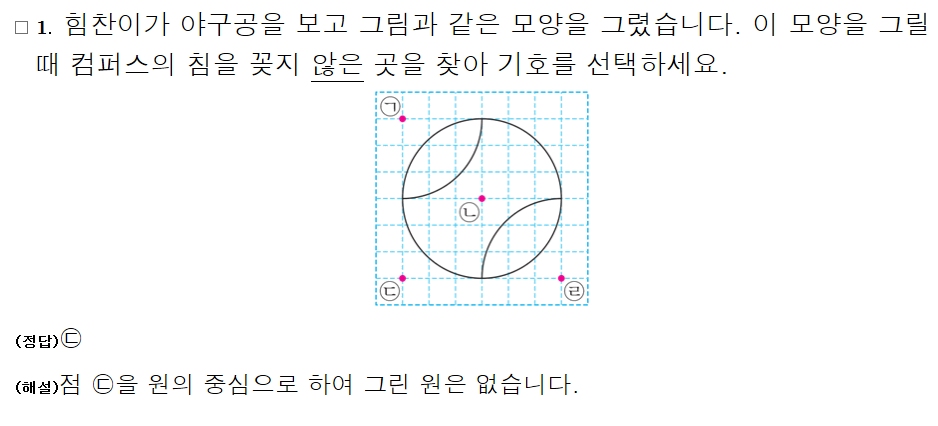 □ 1. 힘찬이가 야구공을 보고 그림과 같은 모양을 그렸습니다. 이 모양을 그릴
때 컴퍼스의 침을 꽂지 않은 곳을 찾아 기호를 선택하세요.
㉠
㉡
㉢ ㉣
(정답)㉢
(해설)점 ㉢을 원의 중심으로 하여 그린 원은 없습니다.